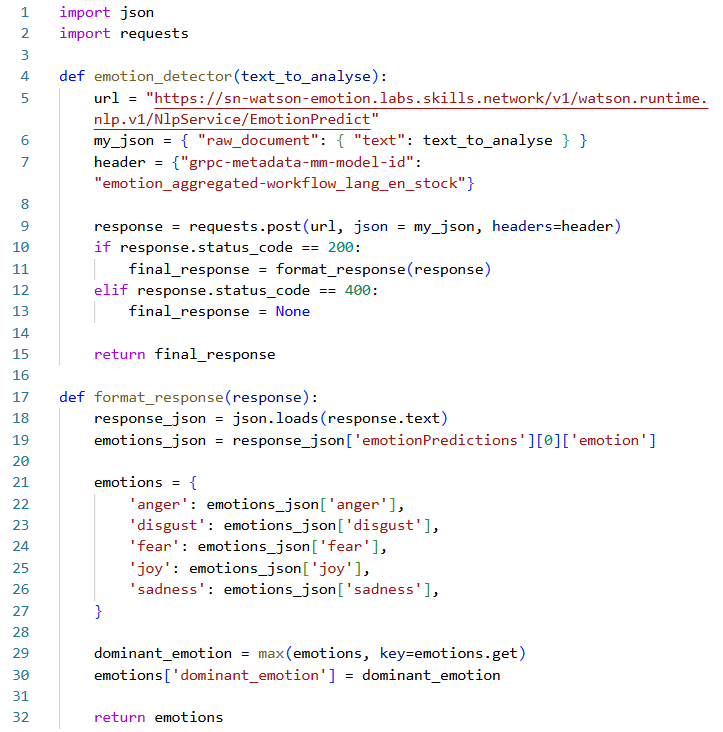 1 import json
2 import requests
3
4 def emotion_detector(text_to_analyse):
5     url = "https://sn-watson-emotion.labs.skills.network/v1/watson.runtime.
nlp.v1/NlpService/EmotionPredict"
6     my_json = { "raw_document": { "text": text_to_analyse } }
7     header = {"grpc-metadata-mm-model-id":
"emotion_aggregated-workflow_lang_en_stock"}
8
9     response = requests.post(url, json = my_json, headers=header)
10     if response.status_code == 200:
11         final_response = format_response(response)
12     elif response.status_code == 400:
13         final_response = None
14
15     return final_response
16
17 def format_response(response):
18     response_json = json.loads(response.text)
19     emotions_json = response_json['emotionPredictions'][0]['emotion']
20
21     emotions = {
22         'anger': emotions_json['anger'],
23         'disgust': emotions_json['disgust'],
24         'fear': emotions_json['fear'],
25         'joy': emotions_json['joy'],
26         'sadness': emotions_json['sadness'],
27     }
28
29     dominant_emotion = max(emotions, key=emotions.get)
30     emotions['dominant_emotion'] = dominant_emotion
31
32     return emotions